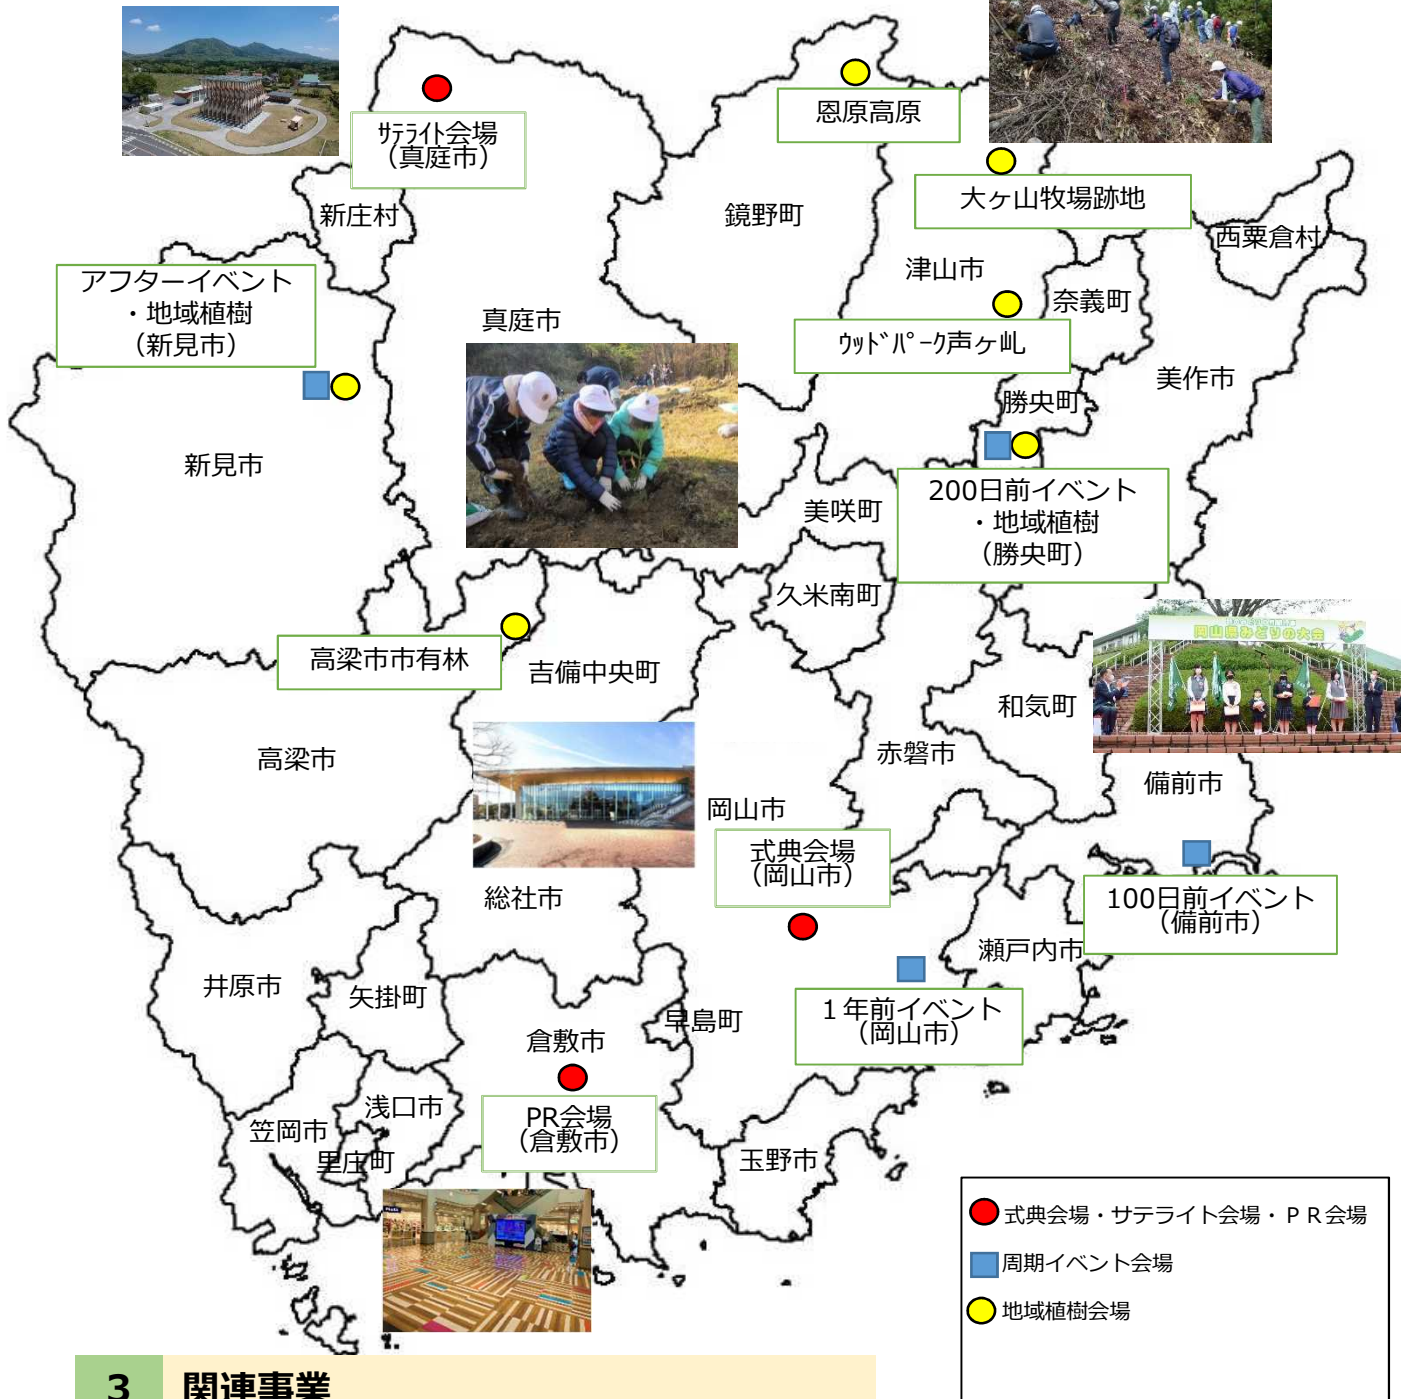 恩原高原
ｻﾃﾗｲﾄ会場
（真庭市）
大ヶ山牧場跡地
新庄村
鏡野町
西粟倉村
アフターイベント
・地域植樹
（新見市）
津山市
奈義町
真庭市
ｳｯﾄﾞﾊﾟｰｸ声ヶ乢
美作市
勝央町
新見市
200日前イベント
・地域植樹
（勝央町）
美咲町
久米南町
岡山県みどりの大会
高梁市市有林
吉備中央町
和気町
高梁市
赤磐市
備前市
岡山市
式典会場
（岡山市）
総社市
100日前イベント
（備前市）
瀬戸内市
井原市
矢掛町
１年前イベント
（岡山市）
早島町
倉敷市
浅口市
PR会場
（倉敷市）
笠岡市
里庄町
玉野市
式典会場・サテライト会場・ＰＲ会場
周期イベント会場
地域植樹会場
3 関連事業